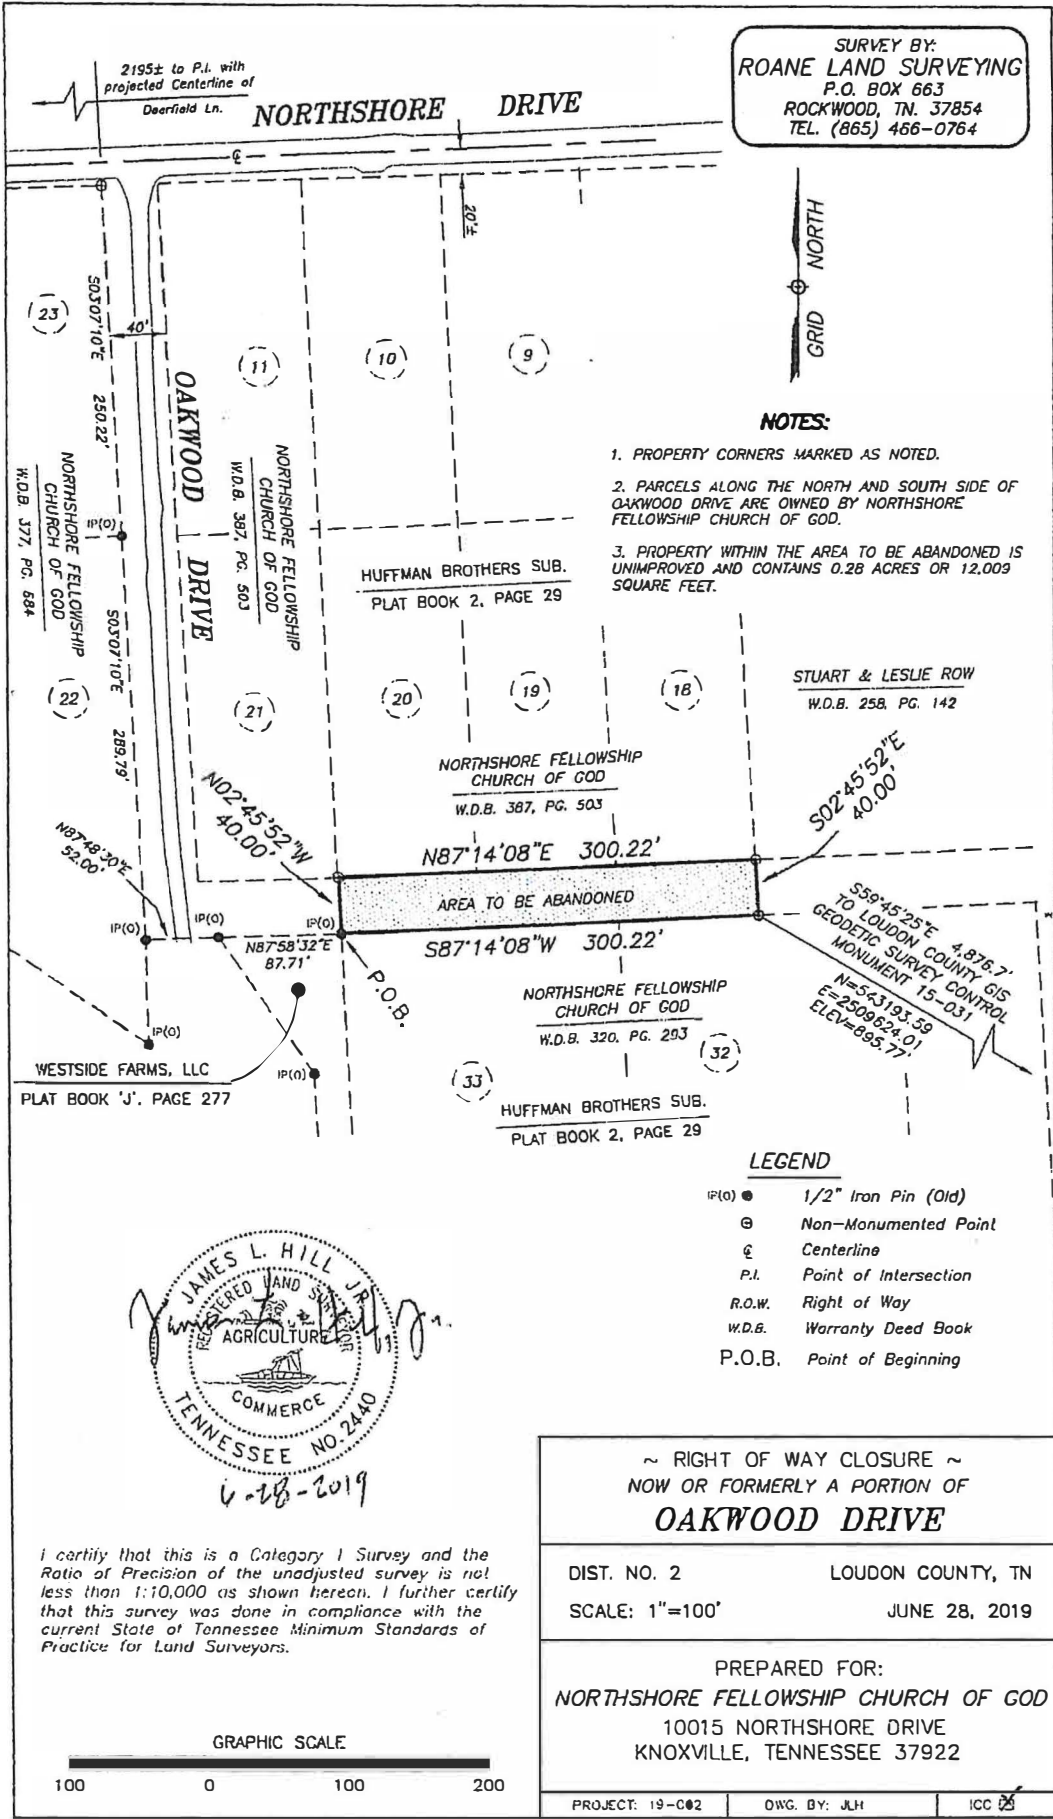 2195± to P.I. with
projected Centerline of
Deerfield Ln.
NORTHSHORE DRIVE
SURVEY BY:
ROANE LAND SURVEYING
P.O. BOX 663
ROCKWOOD, TN. 37854
TEL. (865) 466-0764
20'±
GRID NORTH
23
S03°07'10"E 250.22'
40'
OAKWOOD DRIVE
11
10
9
NOTES:
1. PROPERTY CORNERS MARKED AS NOTED.
2. PARCELS ALONG THE NORTH AND SOUTH SIDE OF
OAKWOOD DRIVE ARE OWNED BY NORTHSHORE
FELLOWSHIP CHURCH OF GOD.
3. PROPERTY WITHIN THE AREA TO BE ABANDONED IS
UNIMPROVED AND CONTAINS 0.28 ACRES OR 12,009
SQUARE FEET.
NORTHSHORE FELLOWSHIP
CHURCH OF GOD
W.D.B. 377, PG. 684
IP(O)
NORTHSHORE FELLOWSHIP
CHURCH OF GOD
W.D.B. 387, PG. 503
HUFFMAN BROTHERS SUB.
PLAT BOOK 2, PAGE 29
S03°07'10"E 289.79'
22
21
20
19
18
STUART & LESLIE ROW
W.D.B. 258, PG. 142
NORTHSHORE FELLOWSHIP
CHURCH OF GOD
W.D.B. 387, PG. 503
N02°45'52"W
40.00'
S02°45'52"E
40.00'
N87°48'30"E
52.00'
N87°14'08"E 300.22'
AREA TO BE ABANDONED
S87°14'08"W 300.22'
IP(O)
IP(O)
IP(O)
N87°58'32"E
87.71'
P.O.B.
S59°45'25"E 4,876.7'
TO LOUDON COUNTY GIS
GEODETIC SURVEY CONTROL
MONUMENT 15-031
N=543193.59
E=2509624.01
ELEV=895.77'
NORTHSHORE FELLOWSHIP
CHURCH OF GOD
W.D.B. 320, PG. 293
IP(O)
IP(O)
WESTSIDE FARMS, LLC
PLAT BOOK 'J', PAGE 277
33
32
HUFFMAN BROTHERS SUB.
PLAT BOOK 2, PAGE 29
LEGEND
IP(O) 1/2" Iron Pin (Old)
Non-Monumented Point
℄ Centerline
P.I. Point of Intersection
R.O.W. Right of Way
W.D.B. Warranty Deed Book
P.O.B. Point of Beginning
JAMES L. HILL JR.
REGISTERED LAND SURVEYOR
AGRICULTURE
COMMERCE
TENNESSEE NO. 2440
6-28-2019
I certify that this is a Category I Survey and the
Ratio of Precision of the unadjusted survey is not
less than 1:10,000 as shown hereon. I further certify
that this survey was done in compliance with the
current State of Tennessee Minimum Standards of
Practice for Land Surveyors.
GRAPHIC SCALE
100 0 100 200
~ RIGHT OF WAY CLOSURE ~
NOW OR FORMERLY A PORTION OF
OAKWOOD DRIVE
DIST. NO. 2 LOUDON COUNTY, TN
SCALE: 1"=100' JUNE 28, 2019
PREPARED FOR:
NORTHSHORE FELLOWSHIP CHURCH OF GOD
10015 NORTHSHORE DRIVE
KNOXVILLE, TENNESSEE 37922
PROJECT: 19-C02 DWG. BY: JLH ICC